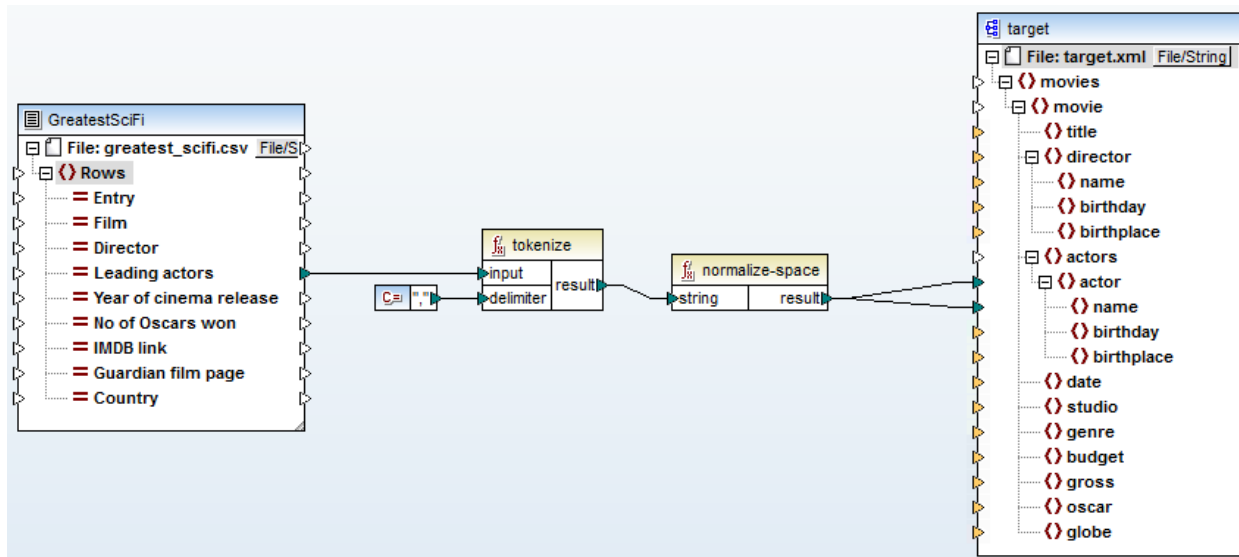 GreatestSciFi
File: greatest_scifi.csv File/S
Rows
Entry
Film
Director
Leading actors
Year of cinema release
No of Oscars won
IMDB link
Guardian film page
Country
C= ","
tokenize
input
delimiter
result
normalize-space
string result
target
File: target.xml File/String
movies
movie
title
director
name
birthday
birthplace
actors
actor
name
birthday
birthplace
date
studio
genre
budget
gross
oscar
globe